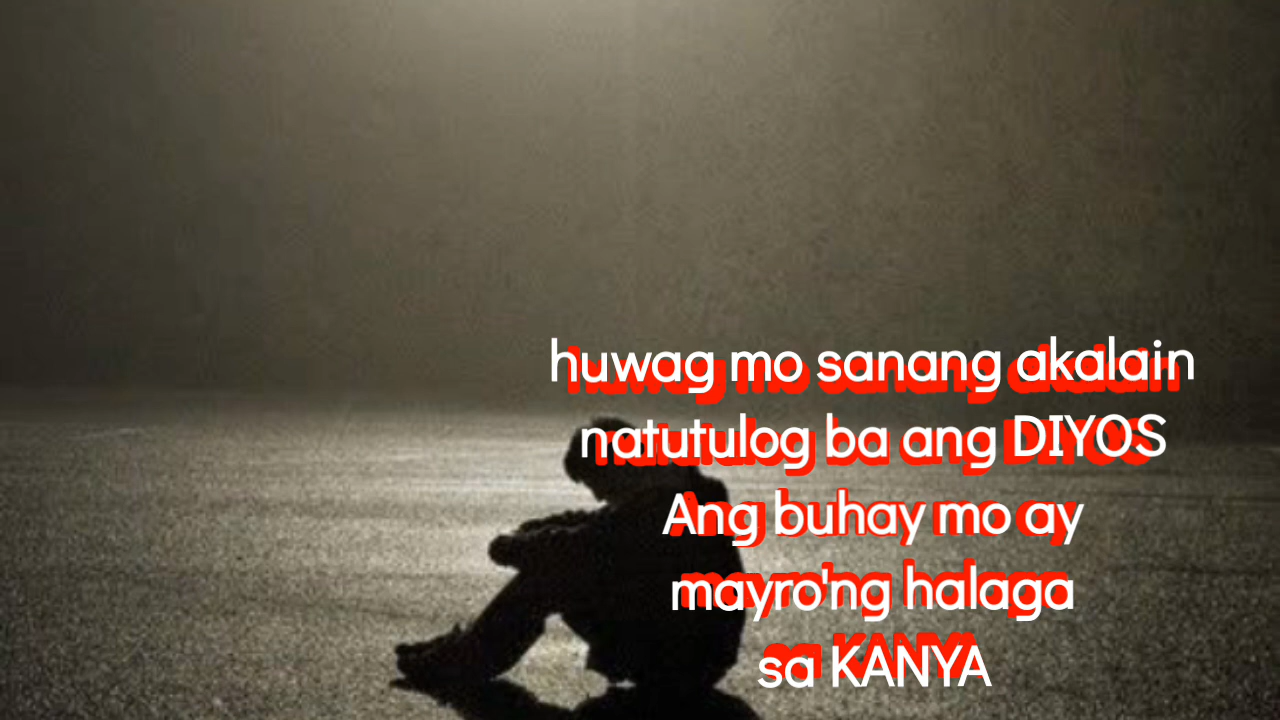 huwag mo sanang akalain
natutulog ba ang DIYOS
Ang buhay mo ay
mayro'ng halaga
sa KANYA